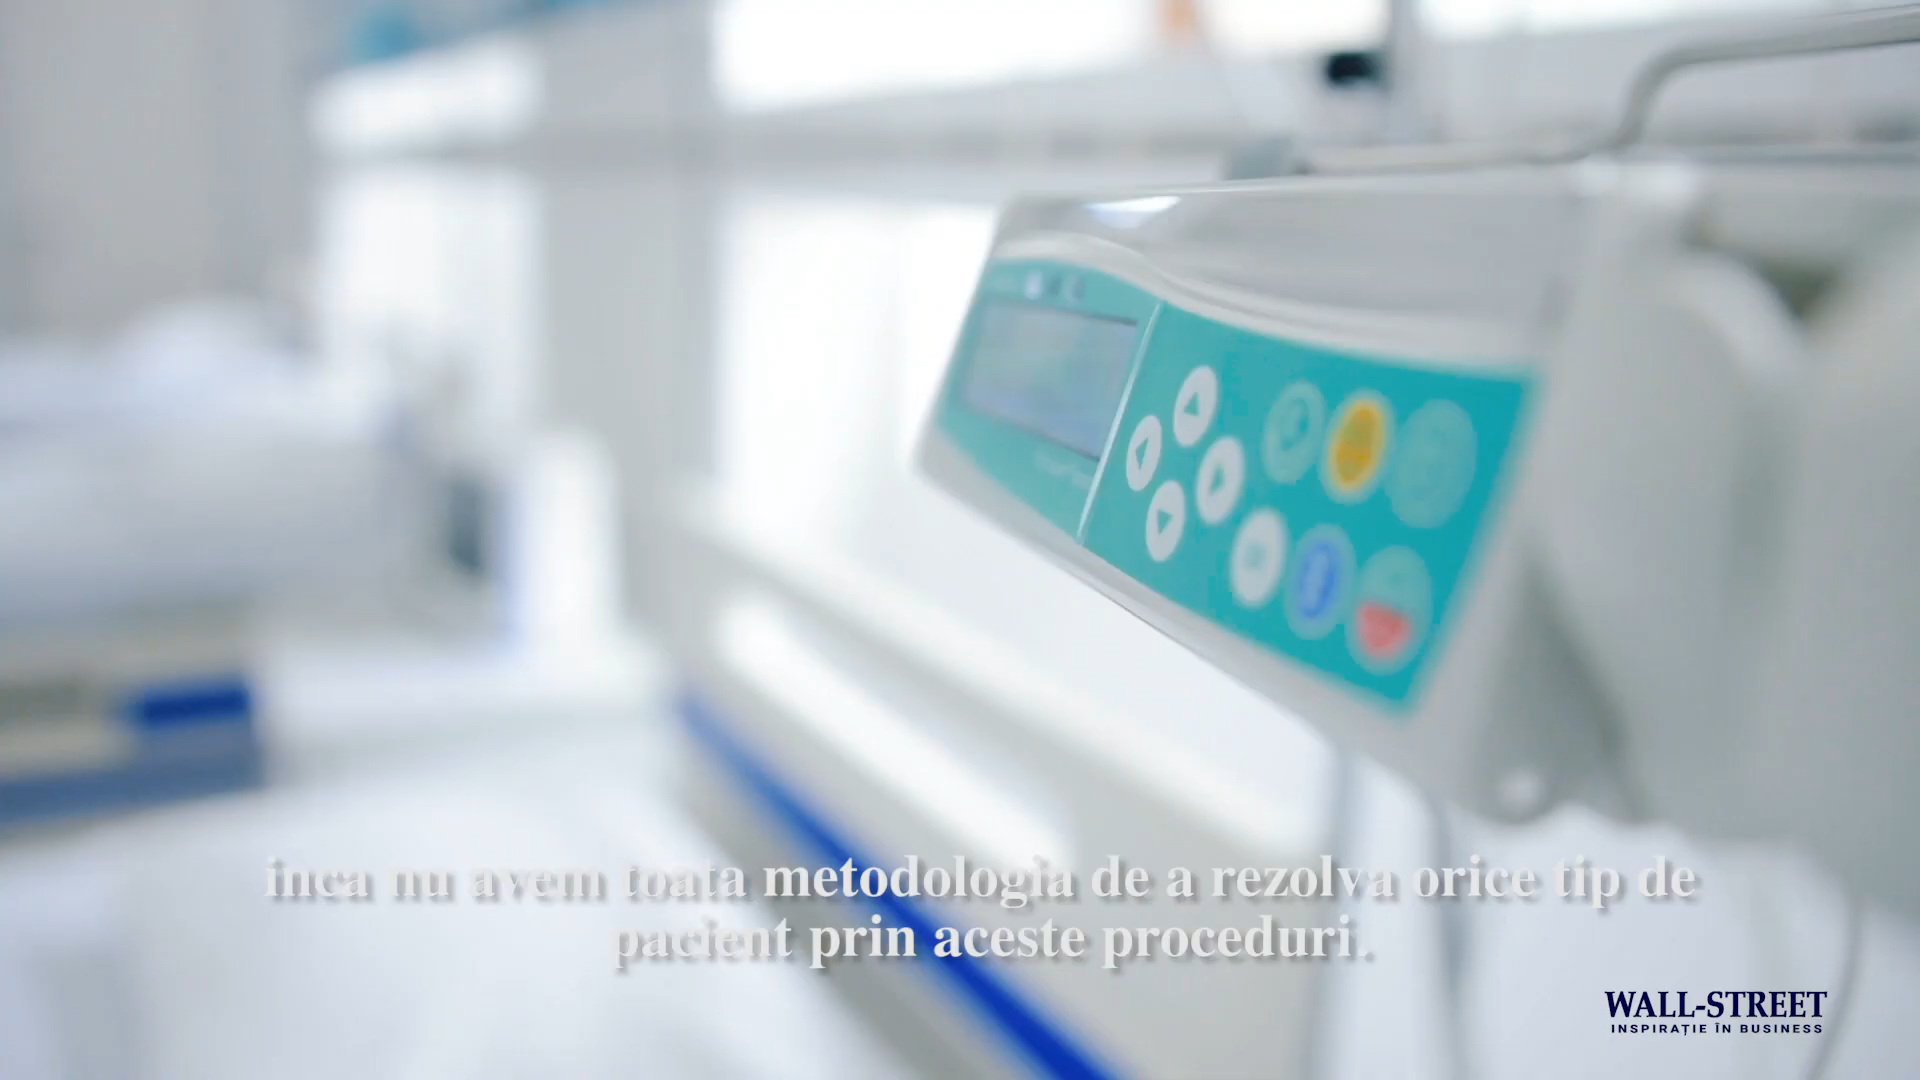 inca nu avem toata metodologia de a rezolva orice tip de
pacient prin aceste proceduri.
WALL-STREET
INSPIRAȚIE ÎN BUSINESS